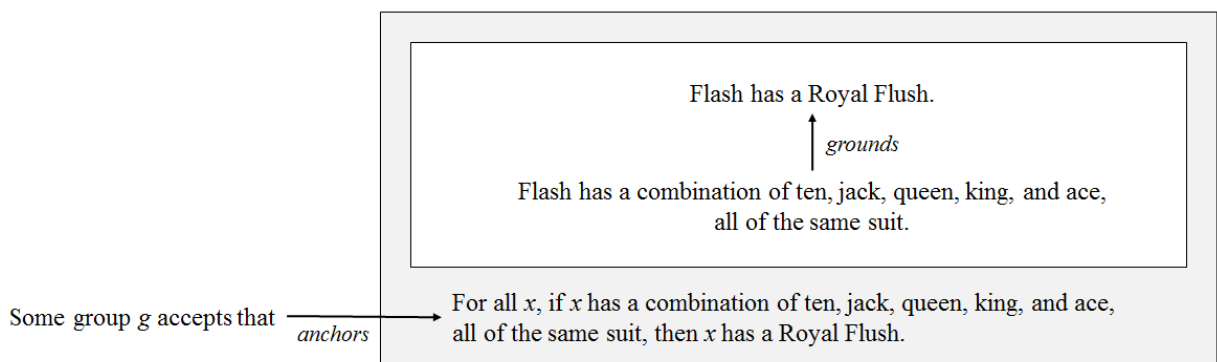 Flash has a Royal Flush.
grounds
Flash has a combination of ten, jack, queen, king, and ace,
all of the same suit.
Some group g accepts that
anchors
For all x, if x has a combination of ten, jack, queen, king, and ace,
all of the same suit, then x has a Royal Flush.